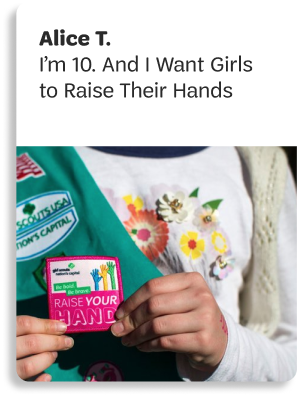 Alice T.
I’m 10. And I Want Girls
to Raise Their Hands
SCOUTS USA
TION'S CAPITAL
girl scouts
nation's capital
Be Bold.
Be Brave.
RAISE YOUR
HAND